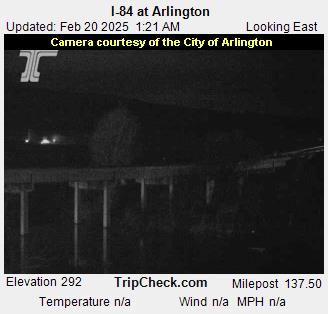 I-84 at Arlington
Updated: Feb 20 2025 1:21 AM Looking East
Camera courtesy of the City of Arlington
Elevation 292 TripCheck.com Milepost 137.50
Temperature n/a Wind n/a MPH n/a